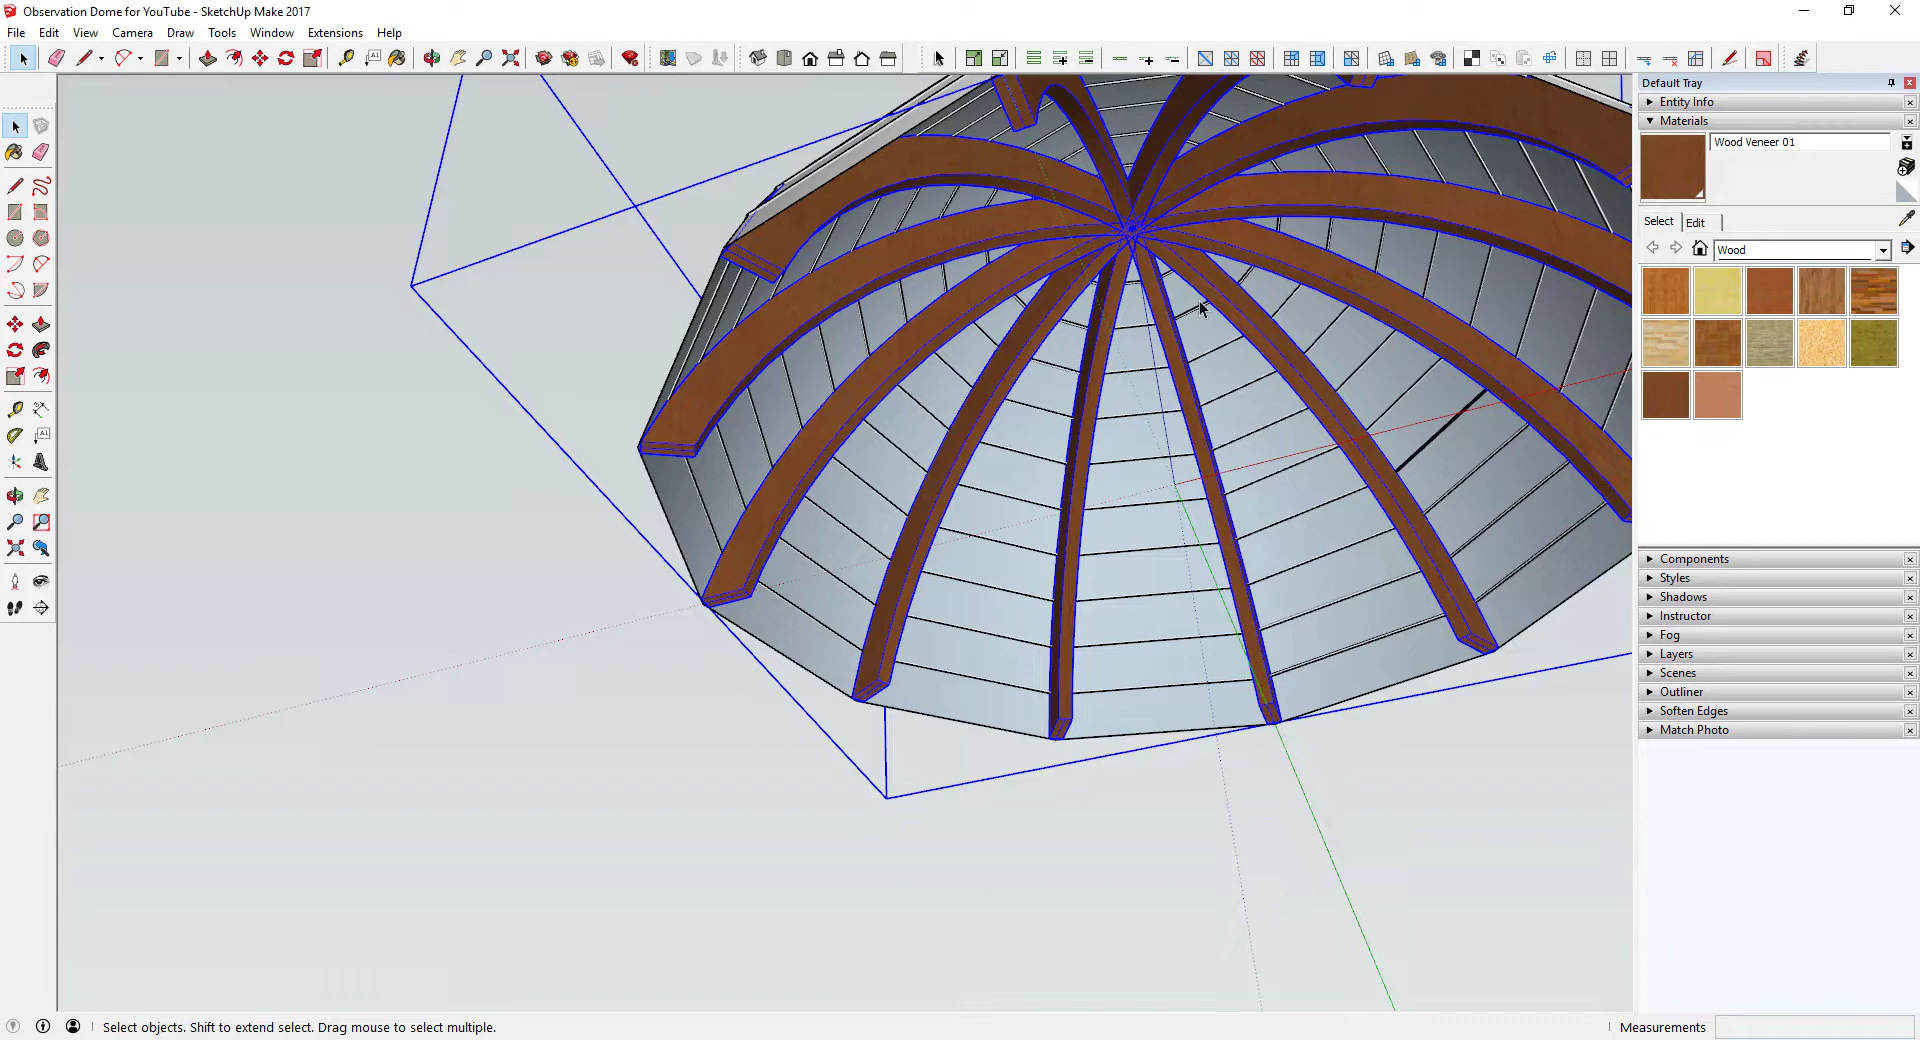 Observation Dome for YouTube - SketchUp Make 2017
File Edit View Camera Draw Tools Window Extensions Help
Default Tray
Entity Info
Materials
Wood Veneer 01
Select Edit
Wood
Components
Styles
Shadows
Instructor
Fog
Layers
Scenes
Outliner
Soften Edges
Match Photo
Select objects. Shift to extend select. Drag mouse to select multiple.
Measurements